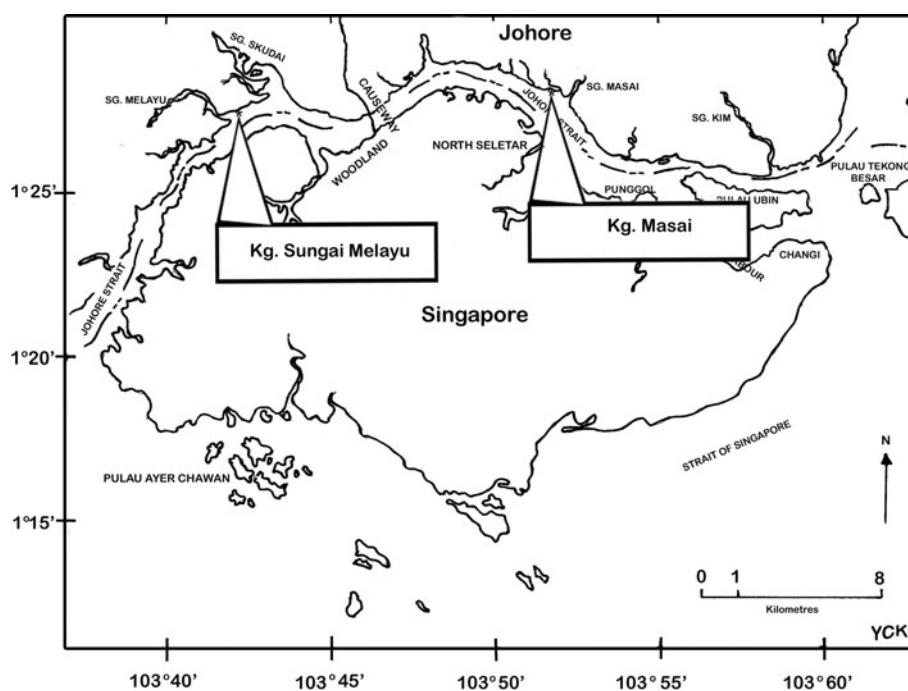 Johore
SG. SKUDAI
SG. MELAYU
CAUSEWAY
WOODLAND
JOHORE STRAIT
SG. MASAI
NORTH SELETAR
SG. KIM
PULAU TEKONG
BESAR
PUNGGOL
PULAU UBIN
1°25'
Kg. Sungai Melayu
Kg. Masai
CHANGI
JOHORE STRAIT
Singapore
1°20'
STRAIT OF SINGAPORE
N
PULAU AYER CHAWAN
1°15'
0 1 8
Kilometres
YCK
103°40' 103°45' 103°50' 103°55' 103°60'